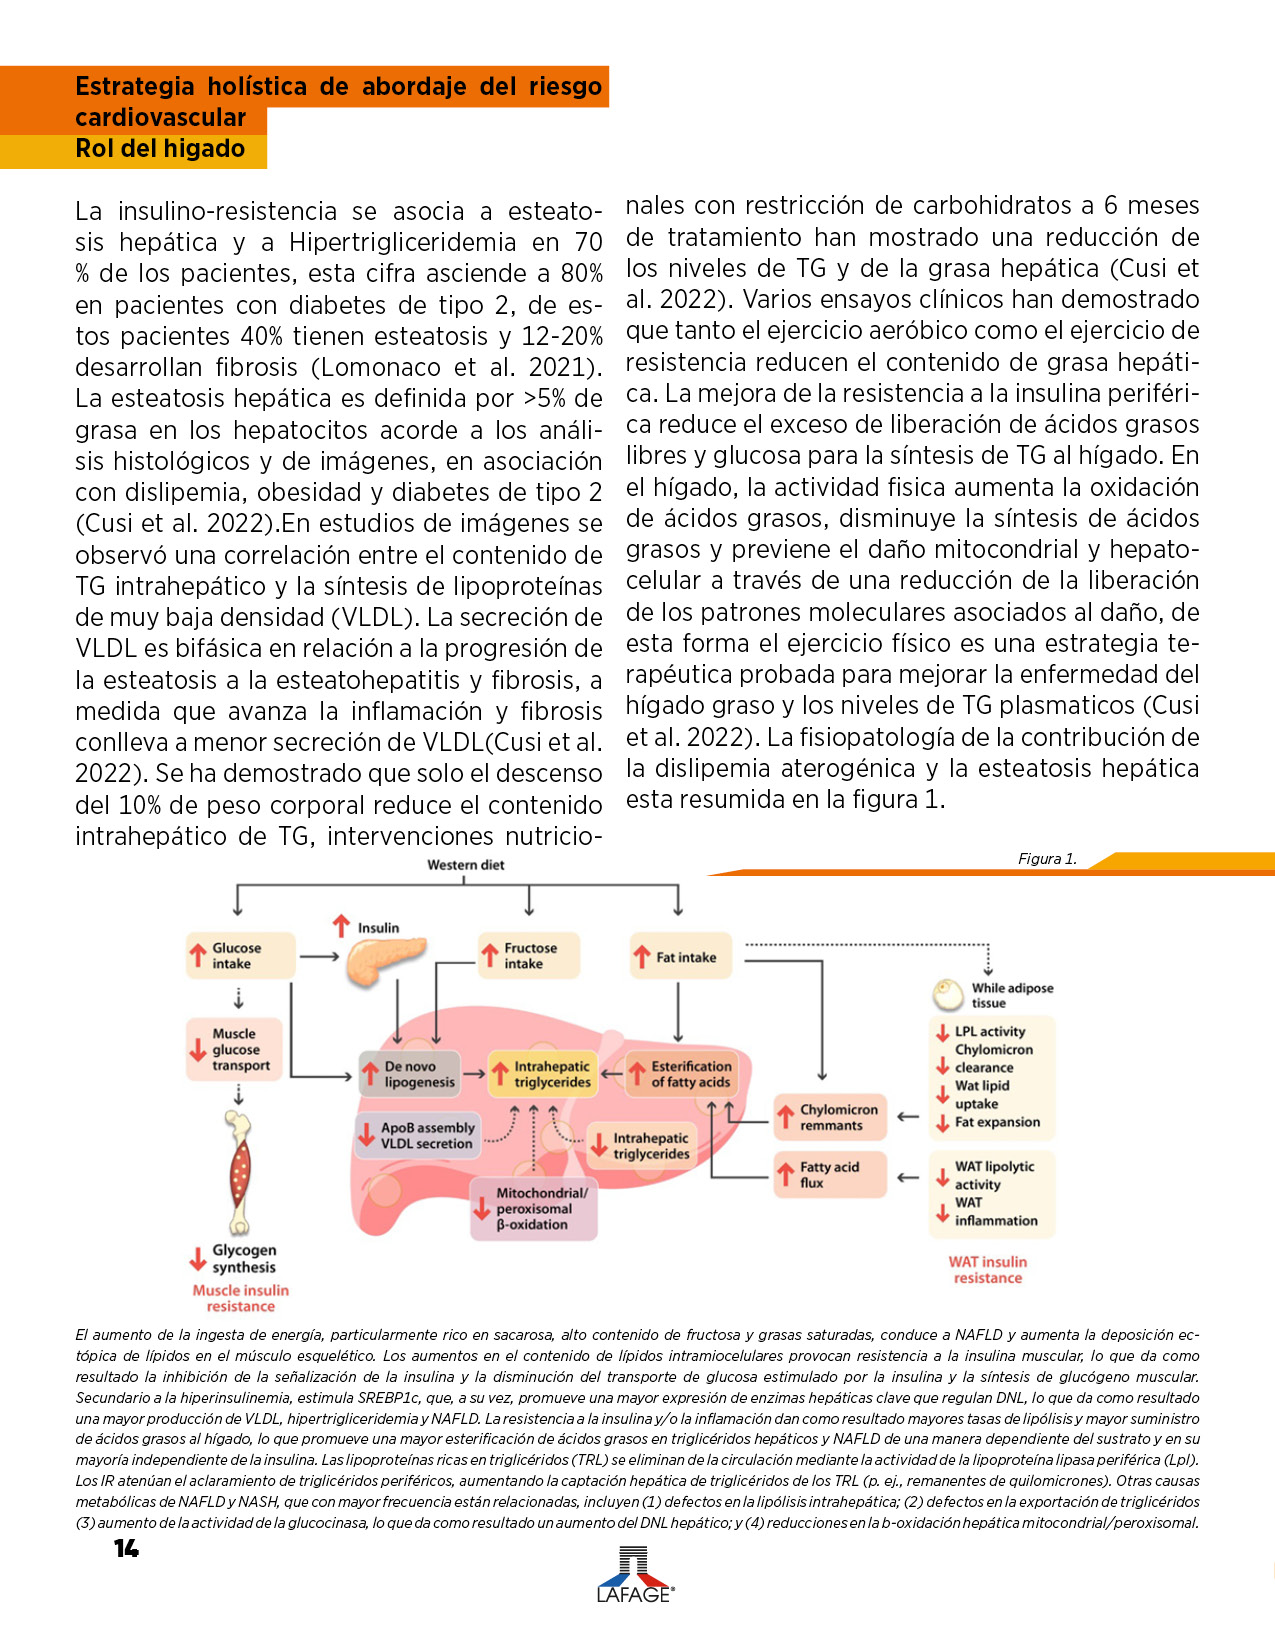 Estrategia holística de abordaje del riesgo
cardiovascular
Rol del higado
La insulino-resistencia se asocia a esteato-
sis hepática y a Hipertrigliceridemia en 70
% de los pacientes, esta cifra asciende a 80%
en pacientes con diabetes de tipo 2, de es-
tos pacientes 40% tienen esteatosis y 12-20%
desarrollan fibrosis (Lomonaco et al. 2021).
La esteatosis hepática es definida por >5% de
grasa en los hepatocitos acorde a los análi-
sis histológicos y de imágenes, en asociación
con dislipemia, obesidad y diabetes de tipo 2
(Cusi et al. 2022).En estudios de imágenes se
observó una correlación entre el contenido de
TG intrahepático y la síntesis de lipoproteínas
de muy baja densidad (VLDL). La secreción de
VLDL es bifásica en relación a la progresión de
la esteatosis a la esteatohepatitis y fibrosis, a
medida que avanza la inflamación y fibrosis
conlleva a menor secreción de VLDL(Cusi et al.
2022). Se ha demostrado que solo el descenso
del 10% de peso corporal reduce el contenido
intrahepático de TG, intervenciones nutricio-
nales con restricción de carbohidratos a 6 meses
de tratamiento han mostrado una reducción de
los niveles de TG y de la grasa hepática (Cusi et
al. 2022). Varios ensayos clínicos han demostrado
que tanto el ejercicio aeróbico como el ejercicio de
resistencia reducen el contenido de grasa hepáti-
ca. La mejora de la resistencia a la insulina periféri-
ca reduce el exceso de liberación de ácidos grasos
libres y glucosa para la síntesis de TG al hígado. En
el hígado, la actividad fisica aumenta la oxidación
de ácidos grasos, disminuye la síntesis de ácidos
grasos y previene el daño mitocondrial y hepato-
celular a través de una reducción de la liberación
de los patrones moleculares asociados al daño, de
esta forma el ejercicio físico es una estrategia te-
rapéutica probada para mejorar la enfermedad del
hígado graso y los niveles de TG plasmaticos (Cusi
et al. 2022). La fisiopatología de la contribución de
la dislipemia aterogénica y la esteatosis hepática
esta resumida en la figura 1.
Figura 1.
Western diet
Glucose
intake
Insulin
Fructose
intake
Fat intake
While adipose
tissue
Muscle
glucose
transport
De novo
lipogenesis
Intrahepatic
triglycerides
Esterification
of fatty acids
LPL activity
Chylomicron
clearance
Wat lipid
uptake
Fat expansion
ApoB assembly
VLDL secretion
Intrahepatic
triglycerides
Chylomicron
remmants
Fatty acid
flux
WAT lipolytic
activity
WAT
inflammation
Mitochondrial/
peroxisomal
β-oxidation
Glycogen
synthesis
Muscle insulin
resistance
WAT insulin
resistance
El aumento de la ingesta de energía, particularmente rico en sacarosa, alto contenido de fructosa y grasas saturadas, conduce a NAFLD y aumenta la deposición ec-
tópica de lípidos en el músculo esquelético. Los aumentos en el contenido de lípidos intramiocelulares provocan resistencia a la insulina muscular, lo que da como
resultado la inhibición de la señalización de la insulina y la disminución del transporte de glucosa estimulado por la insulina y la síntesis de glucógeno muscular.
Secundario a la hiperinsulinemia, estimula SREBP1c, que, a su vez, promueve una mayor expresión de enzimas hepáticas clave que regulan DNL, lo que da como resultado
una mayor producción de VLDL, hipertrigliceridemia y NAFLD. La resistencia a la insulina y/o la inflamación dan como resultado mayores tasas de lipólisis y mayor suministro
de ácidos grasos al hígado, lo que promueve una mayor esterificación de ácidos grasos en triglicéridos hepáticos y NAFLD de una manera dependiente del sustrato y en su
mayoría independiente de la insulina. Las lipoproteínas ricas en triglicéridos (TRL) se eliminan de la circulación mediante la actividad de la lipoproteína lipasa periférica (Lpl).
Los IR atenúan el aclaramiento de triglicéridos periféricos, aumentando la captación hepática de triglicéridos de los TRL (p. ej., remanentes de quilomicrones). Otras causas
metabólicas de NAFLD y NASH, que con mayor frecuencia están relacionadas, incluyen (1) defectos en la lipólisis intrahepática; (2) defectos en la exportación de triglicéridos
(3) aumento de la actividad de la glucocinasa, lo que da como resultado un aumento del DNL hepático; y (4) reducciones en la b-oxidación hepática mitocondrial/peroxisomal.
14
LAFAGE®